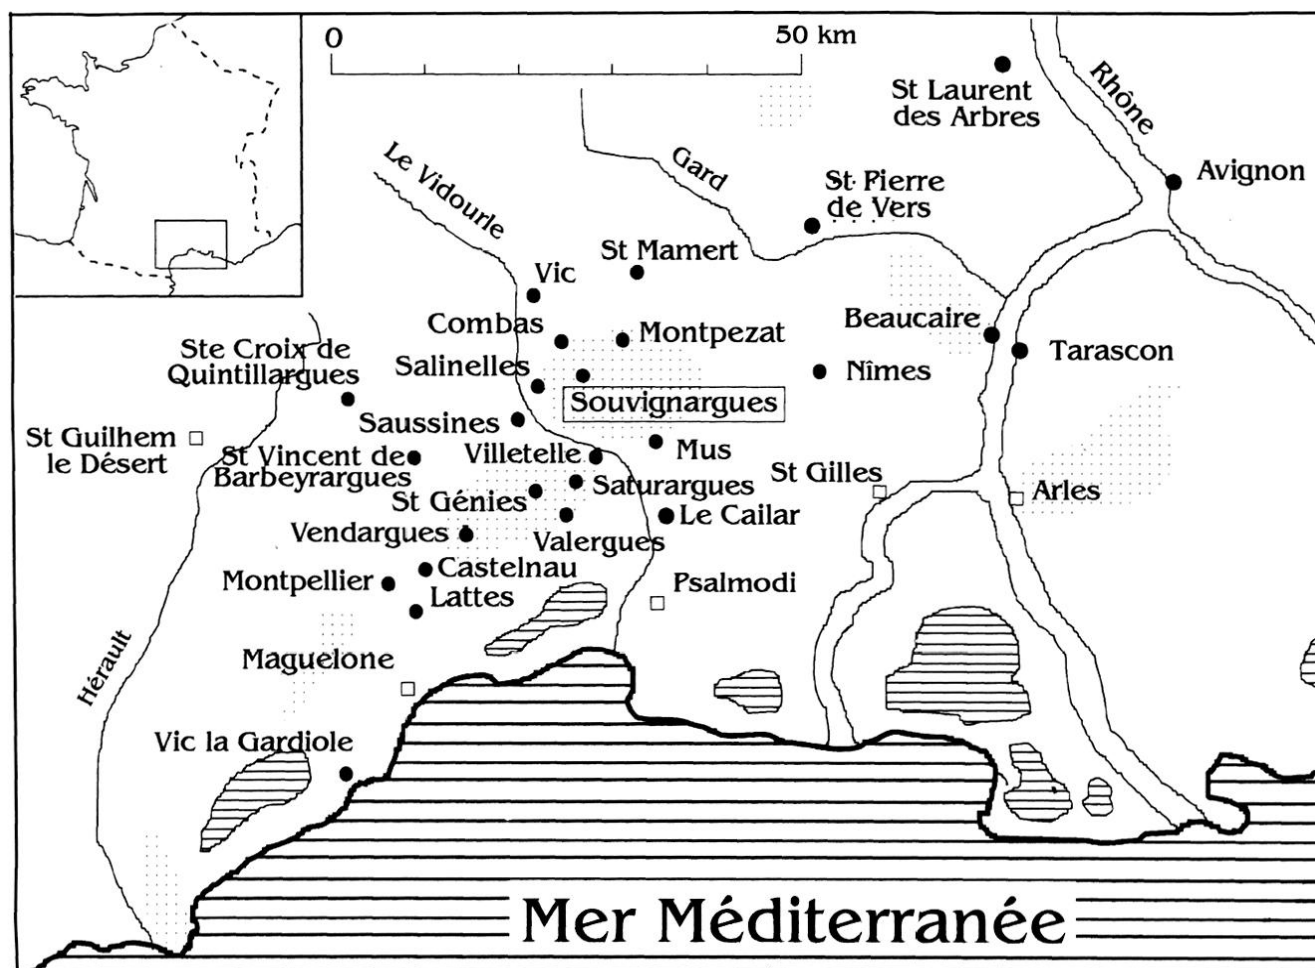 0
50 km
St Laurent
des Arbres
Rhône
Avignon
Le Vidourle
Gard
St Pierre
de Vers
St Mamert
Vic
Combas
Montpezat
Beaucaire
Tarascon
Ste Croix de
Quintillargues
Salinelles
Nîmes
Souvignargues
Saussines
St Guilhem
le Désert
St Vincent de
Barbeyrargues
Villetelle
Mus
St Gilles
Arles
St Génies
Saturargues
Le Cailar
Vendargues
Valergues
Montpellier
Castelnau
Lattes
Psalmodi
Hérault
Maguelone
Vic la Gardiole
Mer Méditerranée